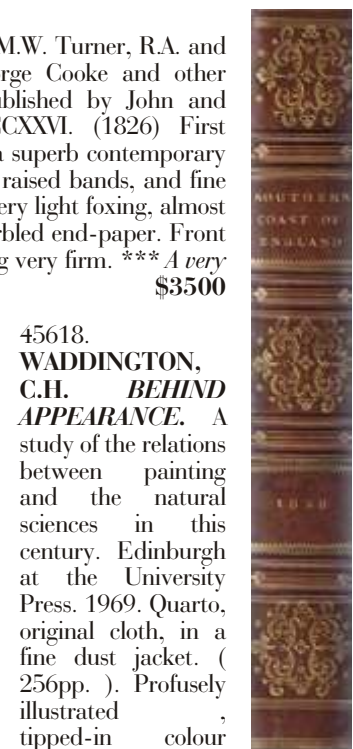 M.W. Turner, R.A. and
rge Cooke and other
ublished by John and
CCXXVI. (1826) First
a superb contemporary
raised bands, and fine
ery light foxing, almost
rbled end-paper. Front
g very firm. *** A very
$3500
45618.
WADDINGTON,
C.H. BEHIND
APPEARANCE. A
study of the relations
between painting
and the natural
sciences in this
century. Edinburgh
at the University
Press. 1969. Quarto,
original cloth, in a
fine dust jacket. (
256pp. ). Profusely
illustrated ,
tipped-in colour
SOUTHERN
COAST OF
ENGLAND